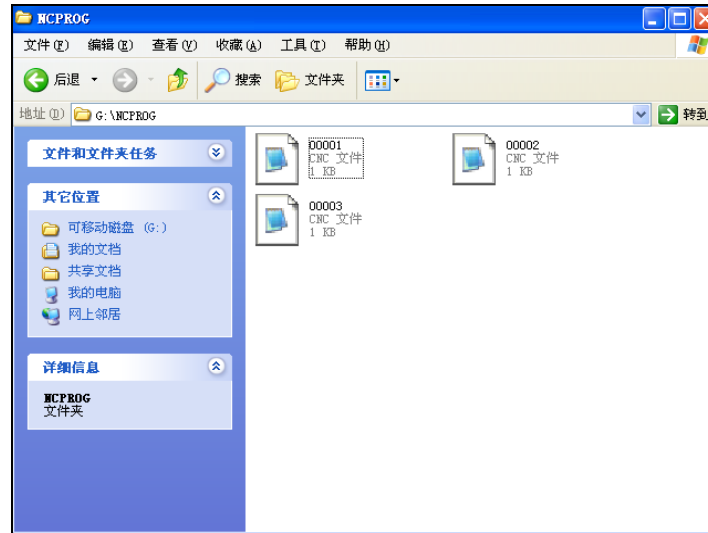 NCPROG
文件(F) 编辑(E) 查看(V) 收藏(A) 工具(T) 帮助(H)
后退 搜索 文件夹
地址(D) G:\NCPROG 转到
文件和文件夹任务
其它位置
可移动磁盘 (G:)
我的文档
共享文档
我的电脑
网上邻居
详细信息
NCPROG
文件夹
00001
CNC 文件
1 KB
00002
CNC 文件
1 KB
00003
CNC 文件
1 KB